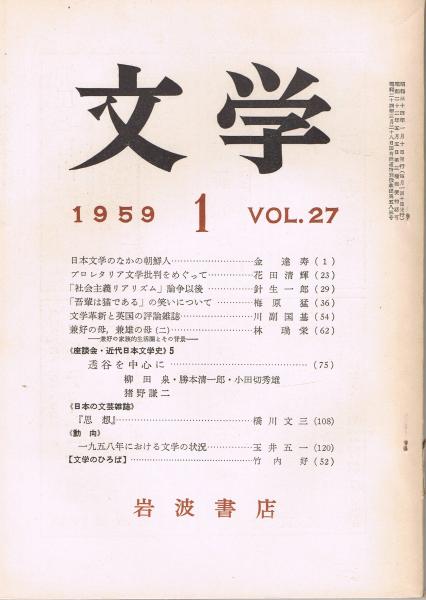 文学
1959 1 VOL.27
日本文学のなかの朝鮮人…………………金 達 寿 (1)
プロレタリア文学批判をめぐって…………花 田 清 輝 (23)
「社会主義リアリズム」論争以後…………針 生 一 郎 (29)
「吾輩は猫である」の笑いについて…………梅 原 猛 (36)
文学革新と英国の評論雑誌…………………川 副 国 基 (54)
兼好の母，兼雄の母(二)…………………林 瑞 栄 (62)
――兼好の家族的生活圏とその背景――
《座談会・近代日本文学史》5
透谷を中心に…………………(75)
柳田 泉・勝本清一郎・小田切秀雄
猪野謙二
《日本の文芸雑誌》
『思想』…………………橋 川 文 三 (108)
《動向》
一九五八年における文学の状況…………玉 井 五 一 (120)
【文学のひろば】…………………竹 内 好 (52)
岩波書店